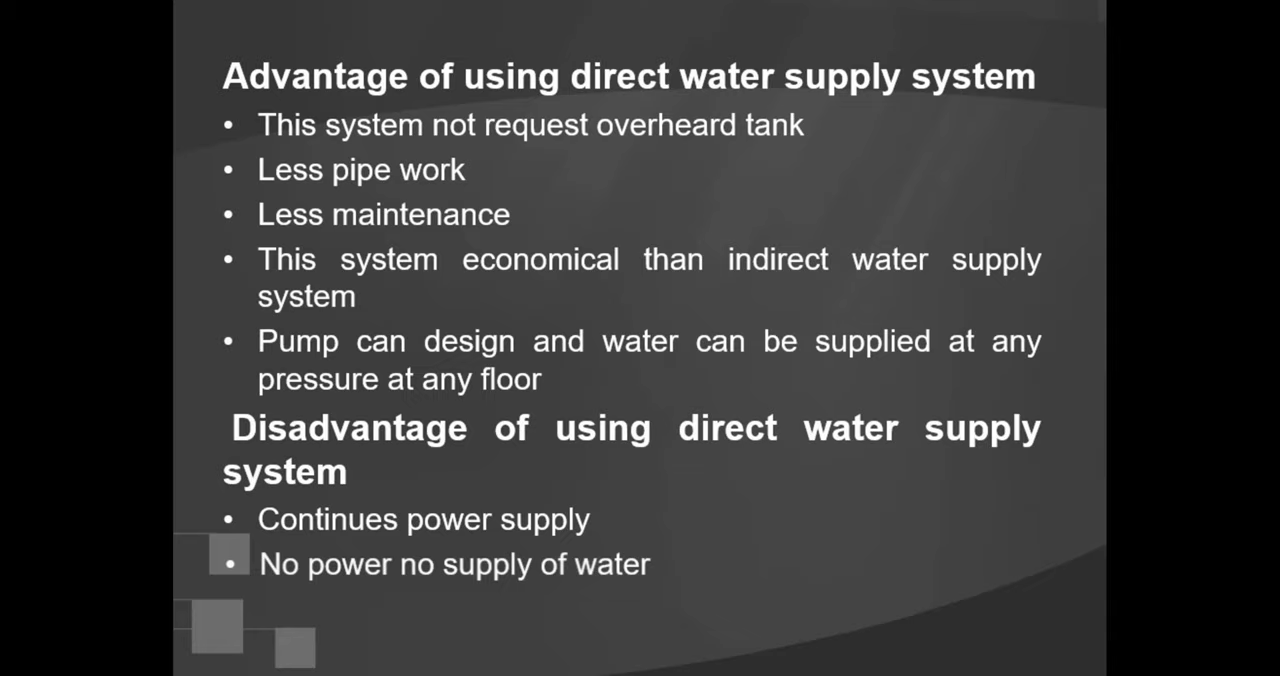 Advantage of using direct water supply system
• This system not request overheard tank
• Less pipe work
• Less maintenance
• This system economical than indirect water supply
system
• Pump can design and water can be supplied at any
pressure at any floor
Disadvantage of using direct water supply
system
• Continues power supply
• No power no supply of water